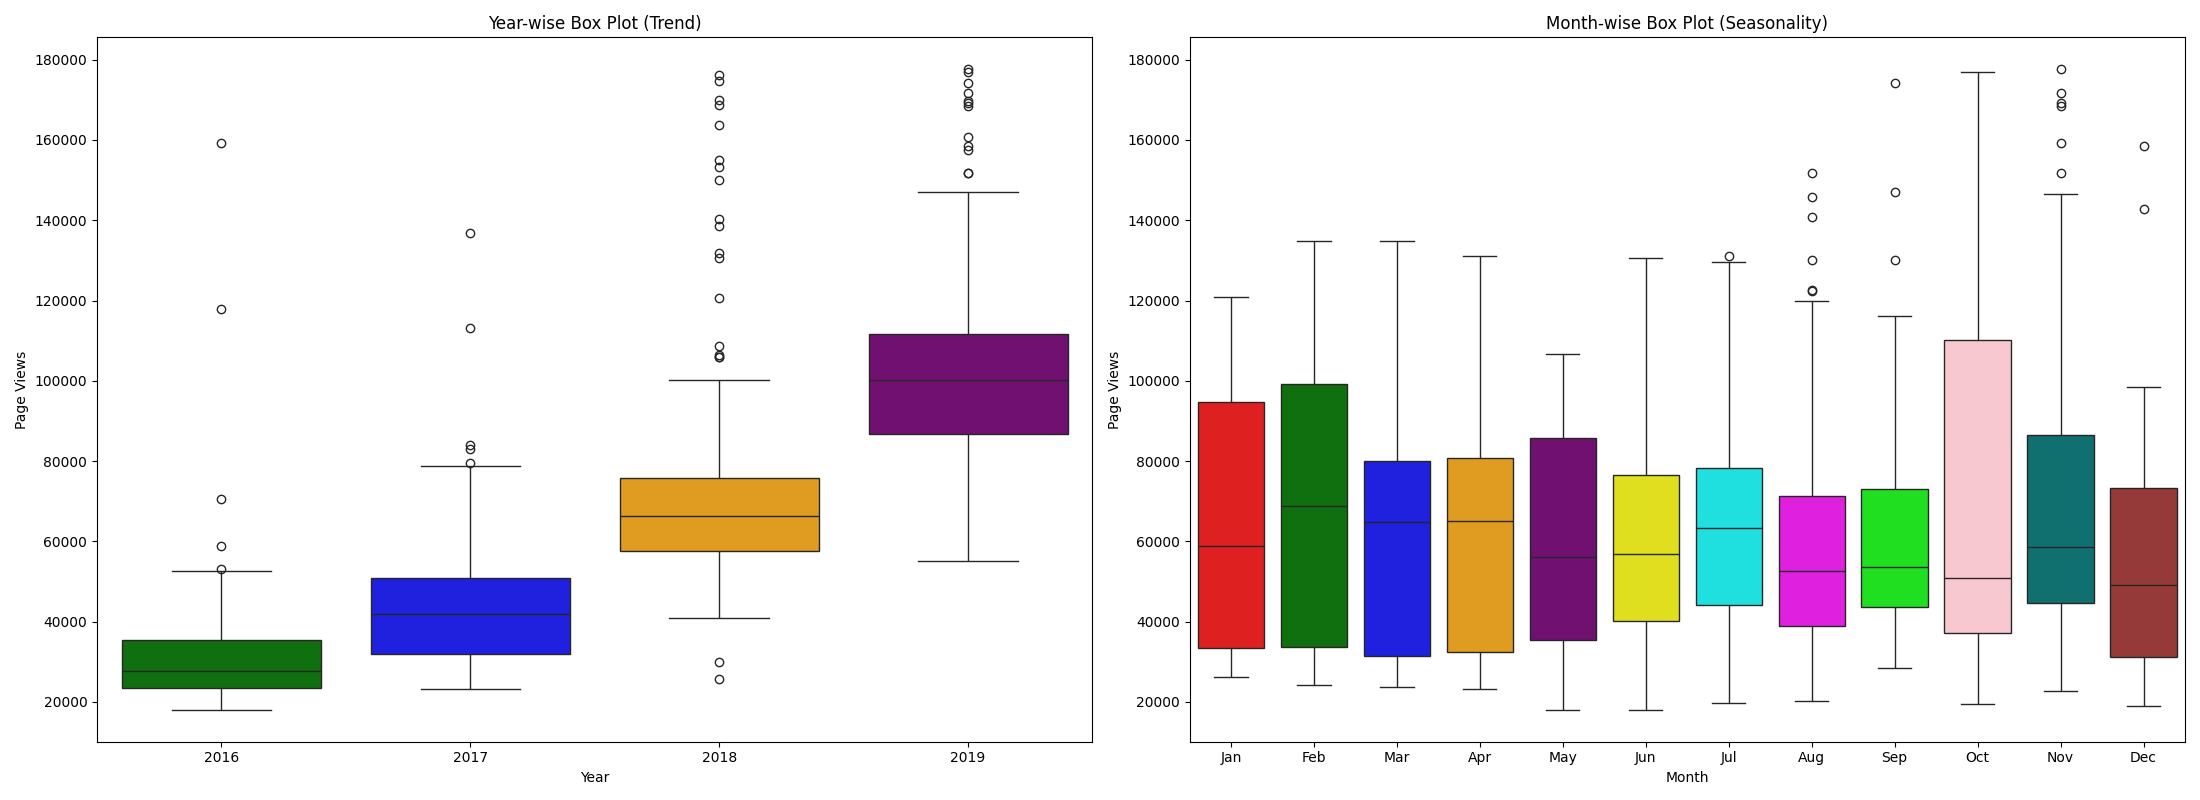 Year-wise Box Plot (Trend)
Page Views
180000
160000
140000
120000
100000
80000
60000
40000
20000
2016 2017 2018 2019
Year
Month-wise Box Plot (Seasonality)
Page Views
180000
160000
140000
120000
100000
80000
60000
40000
20000
Jan Feb Mar Apr May Jun Jul Aug Sep Oct Nov Dec
Month